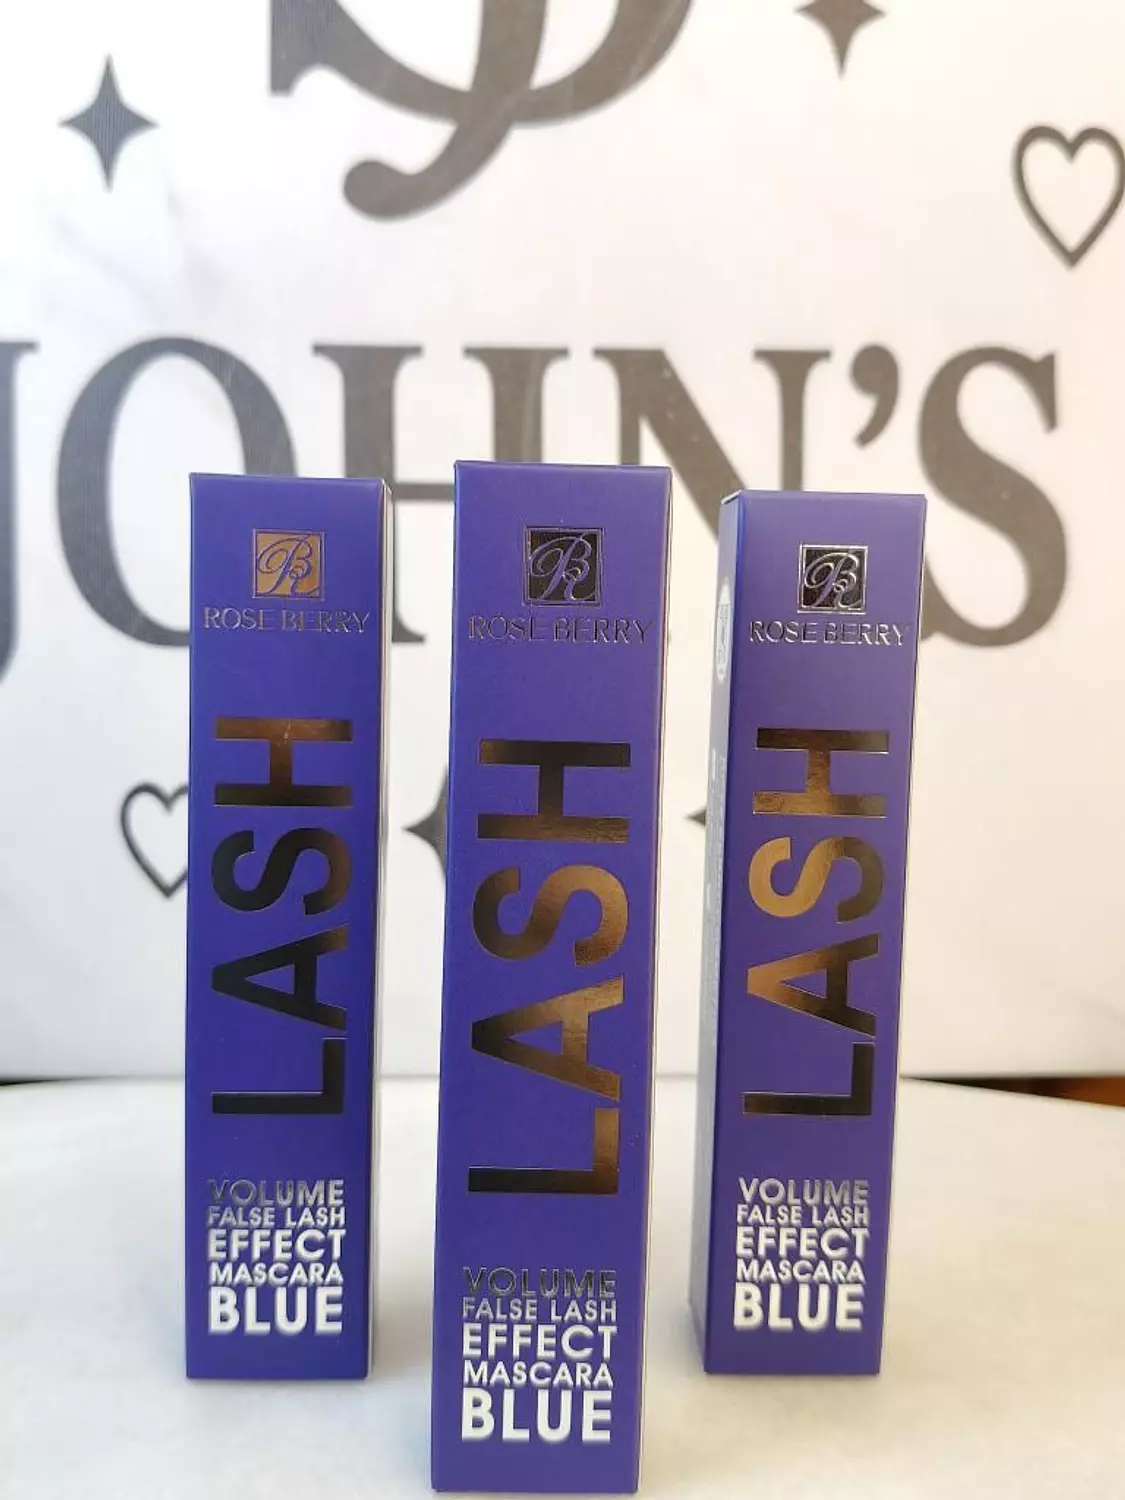 JOHN'S
R
ROSE BERRY
LASH
VOLUME
FALSE LASH
EFFECT
MASCARA
BLUE
R
ROSE BERRY
LASH
VOLUME
FALSE LASH
EFFECT
MASCARA
BLUE
R
ROSE BERRY
LASH
VOLUME
FALSE LASH
EFFECT
MASCARA
BLUE